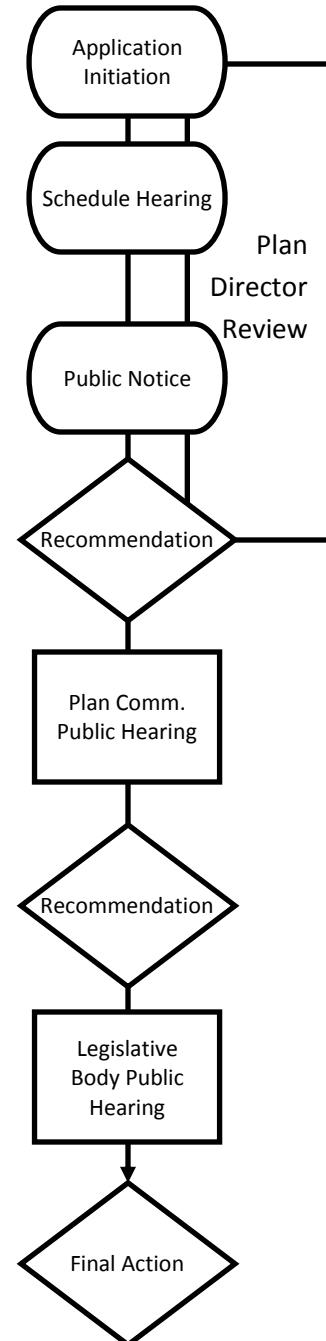 Application
Initiation
Schedule Hearing
Plan
Director
Review
Public Notice
Recommendation
Plan Comm.
Public Hearing
Recommendation
Legislative
Body Public
Hearing
Final Action